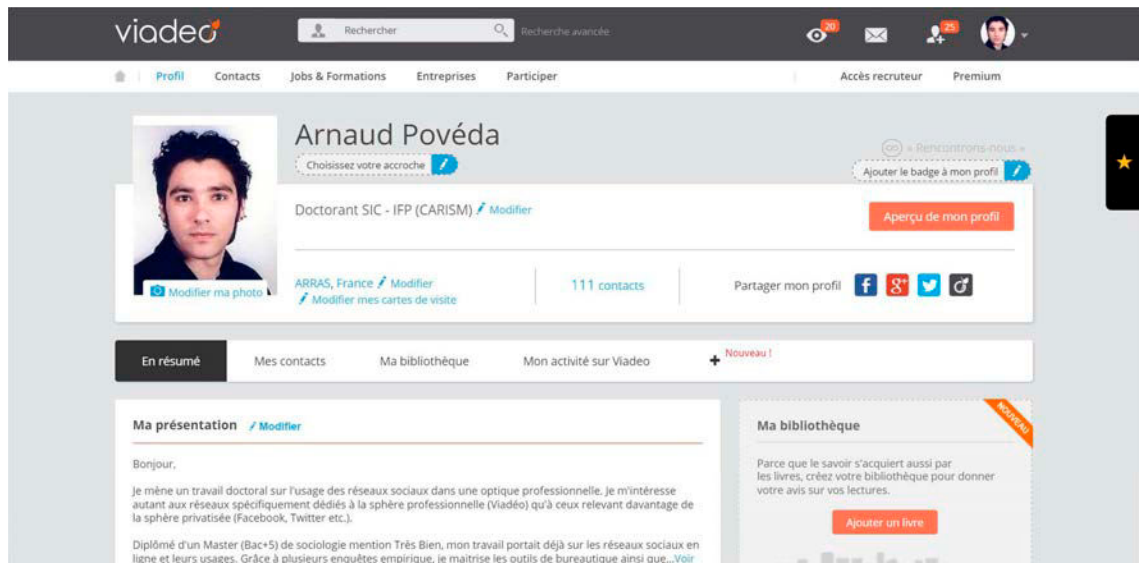 viadeo
Rechercher
Recherche avancée
20
25
Profil Contacts Jobs & Formations Entreprises Participer Accès recruteur Premium
Arnaud Povéda
Choisissez votre accroche
« Rencontrons-nous »
Ajouter le badge à mon profil
Doctorant SIC - IFP (CARISM) Modifier
Aperçu de mon profil
Modifier ma photo
ARRAS, France Modifier
Modifier mes cartes de visite
111 contacts
Partager mon profil
En résumé Mes contacts Ma bibliothèque Mon activité sur Viadeo + Nouveau !
Ma présentation Modifier
Bonjour,
Je mène un travail doctoral sur l'usage des réseaux sociaux dans une optique professionnelle. Je m'intéresse
autant aux réseaux spécifiquement dédiés à la sphère professionnelle (Viadéo) qu'à ceux relevant davantage de
la sphère privatisée (Facebook, Twitter etc.).
Diplômé d'un Master (Bac+5) de sociologie mention Très Bien, mon travail portait déjà sur les réseaux sociaux en
ligne et leurs usages. Grâce à plusieurs enquêtes empirique, je maitrise les outils de bureautique ainsi que...Voir
NOUVEAU
Ma bibliothèque
Parce que le savoir s'acquiert aussi par
les livres, créez votre bibliothèque pour donner
votre avis sur vos lectures.
Ajouter un livre